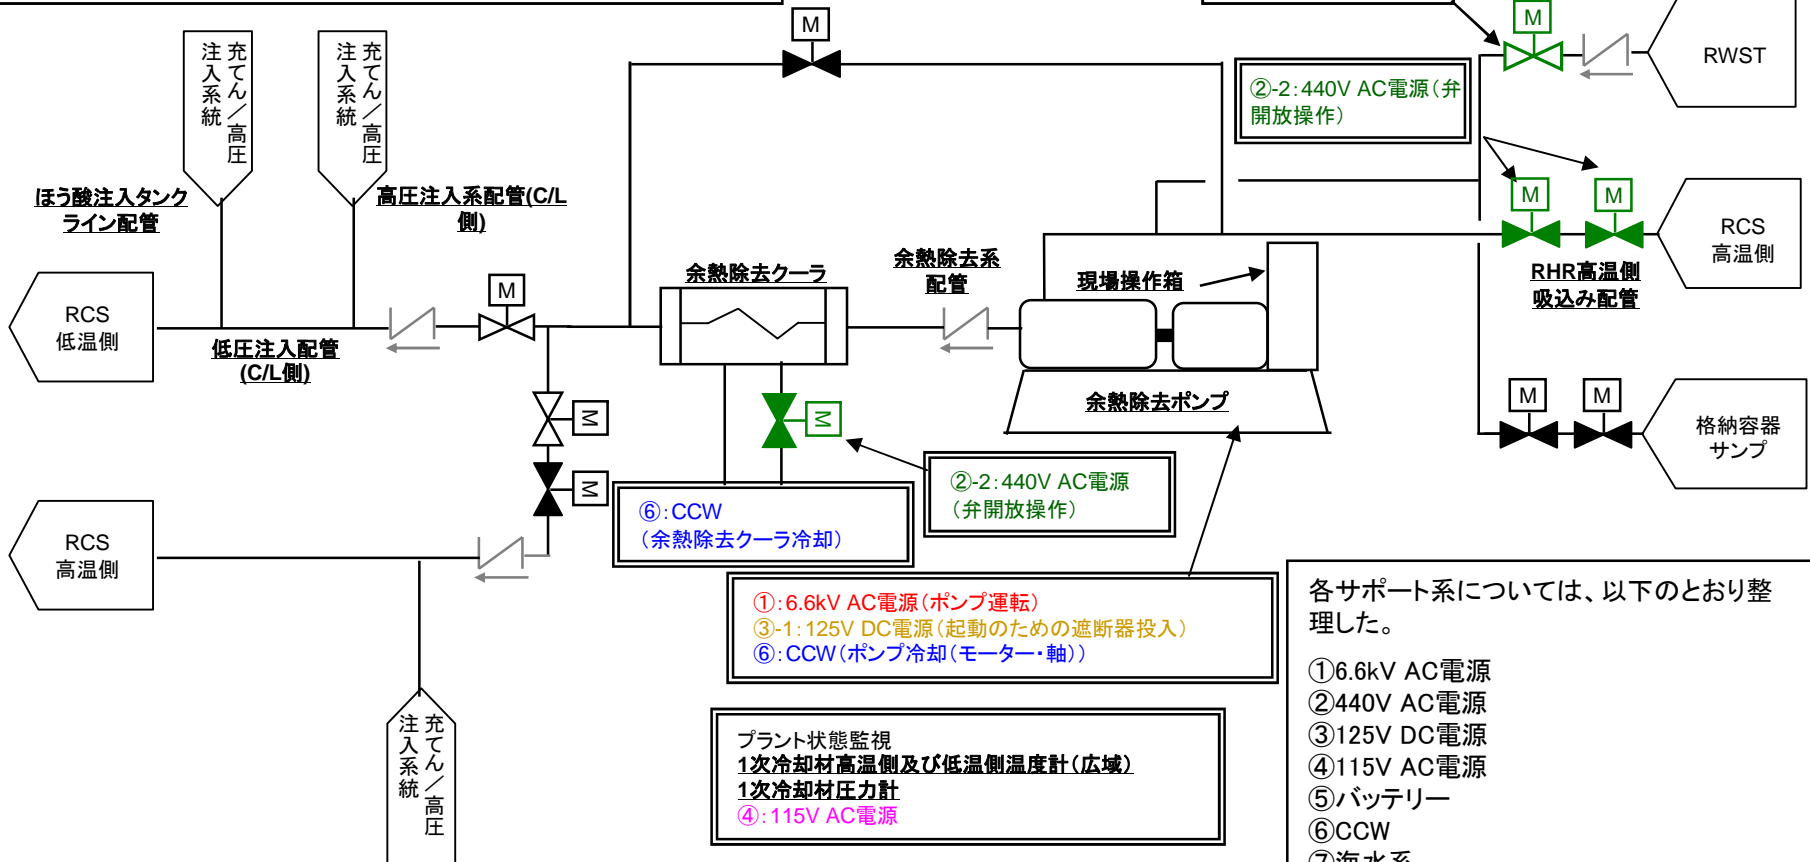 M
M
RWST
②-2：440V AC電源（弁
開放操作）
充てん／高圧
注入系統
充てん／高圧
注入系統
ほう酸注入タンク
ライン配管
高圧注入系配管(C/L
側)
M
M
RCS
高温側
RHR高温側
吸込み配管
余熱除去クーラ
余熱除去系
配管
現場操作箱
M
RCS
低温側
低圧注入配管
(C/L側)
余熱除去ポンプ
M
M
M
M
格納容器
サンプ
②-2：440V AC電源
（弁開放操作）
M
⑥：CCW
（余熱除去クーラ冷却）
RCS
高温側
①：6.6kV AC電源（ポンプ運転）
③-1：125V DC電源（起動のための遮断器投入）
⑥：CCW（ポンプ冷却（モーター・軸））
充てん／高圧
注入系統
プラント状態監視
1次冷却材高温側及び低温側温度計（広域）
1次冷却材圧力計
④：115V AC電源
各サポート系については、以下のとおり整
理した。
①6.6kV AC電源
②440V AC電源
③125V DC電源
④115V AC電源
⑤バッテリー
⑥CCW
⑦海水系